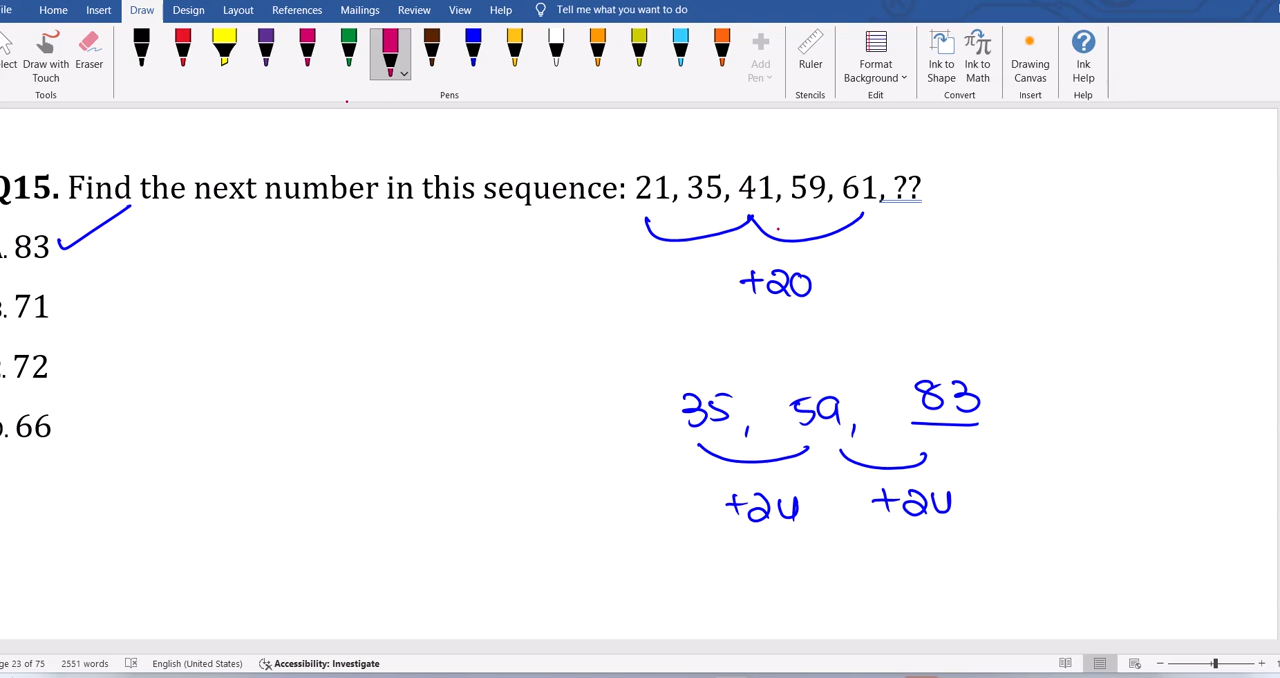 Home Insert Draw Design Layout References Mailings Review View Help Tell me what you want to do
Draw with Touch
Eraser
Add Pen
Ruler
Format Background
Ink to Shape
Ink to Math
Drawing Canvas
Ink Help
Tools Pens Stencils Edit Convert Insert Help
Q15. Find the next number in this sequence: 21, 35, 41, 59, 61, ??
83
+20
71
72
35, 59, 83
66
+24 +24
23 of 75 2551 words English (United States) Accessibility: Investigate